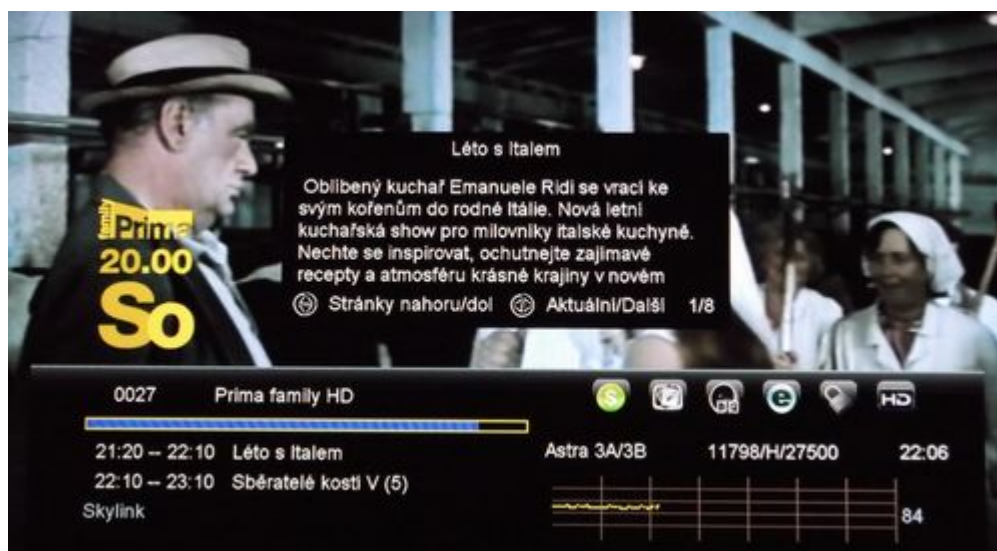 Léto s Italem
Oblíbený kuchař Emanuele Ridi se vrací ke
svým kořenům do rodné Itálie. Nová letní
kuchařská show pro milovníky italské kuchyně.
Nechte se inspirovat, ochutnejte zajímavé
recepty a atmosféru krásné krajiny v novém
Stránky nahoru/dol Aktuální/Další 1/8
family
Prima
20.00
So
0027 Prima family HD
S e HD
21:20 -- 22:10 Léto s Italem
Astra 3A/3B 11798/H/27500 22:06
22:10 -- 23:10 Sběratelé kostí V (5)
Skylink
84